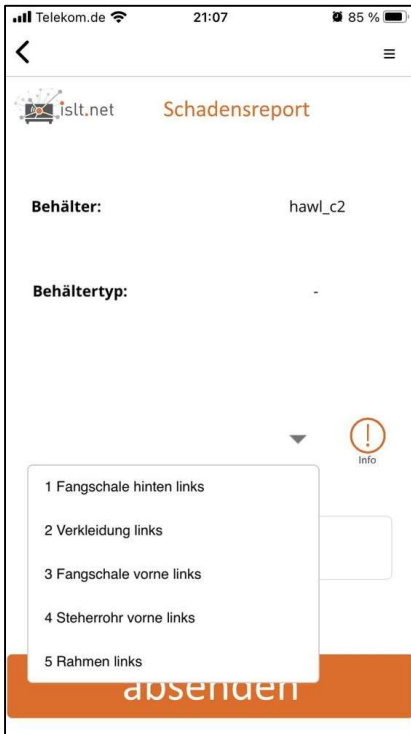 Telekom.de 21:07 85 %
islt.net Schadensreport
Behälter: hawl_c2
Behältertyp: -
Info
1 Fangschale hinten links
2 Verkleidung links
3 Fangschale vorne links
4 Steherrohr vorne links
5 Rahmen links
absenden